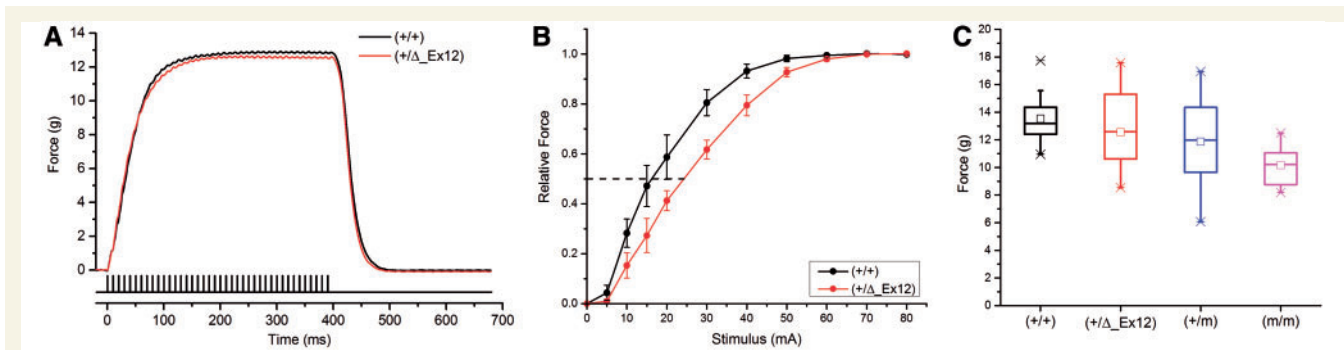 A
(+/+)
(+/Δ_Ex12)
Force (g)
14
12
10
8
6
4
2
0
0 100 200 300 400 500 600 700
Time (ms)
B
Relative Force
1.0
0.8
0.6
0.4
0.2
0.0
(+/+)
(+/Δ_Ex12)
0 10 20 30 40 50 60 70 80
Stimulus (mA)
C
Force (g)
20
18
16
14
12
10
8
6
4
2
0
(+/+) (+/Δ_Ex12) (+/m) (m/m)